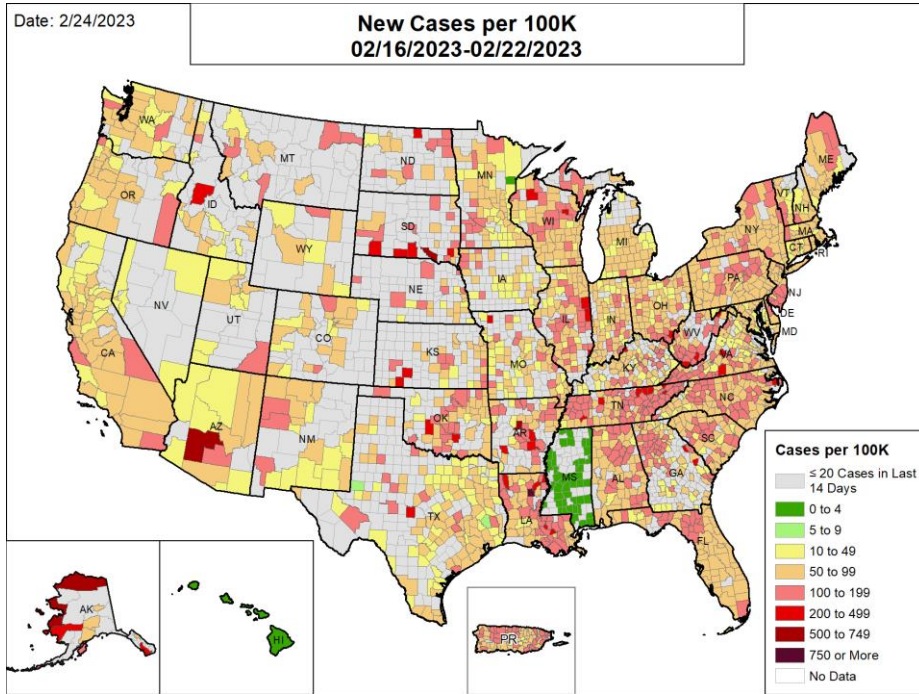 Date: 2/24/2023
New Cases per 100K
02/16/2023-02/22/2023
WA
MT
ND
MN
ME
OR
ID
SD
WI
VT
NH
WY
MI
NY
MA
CT
RI
IA
PA
NV
NE
NJ
UT
IL
IN
OH
DE
CO
WV
MD
CA
KS
MO
KY
VA
AZ
NM
OK
AR
TN
NC
SC
MS
AL
GA
TX
LA
FL
AK
HI
PR
Cases per 100K
≤ 20 Cases in Last
14 Days
0 to 4
5 to 9
10 to 49
50 to 99
100 to 199
200 to 499
500 to 749
750 or More
No Data